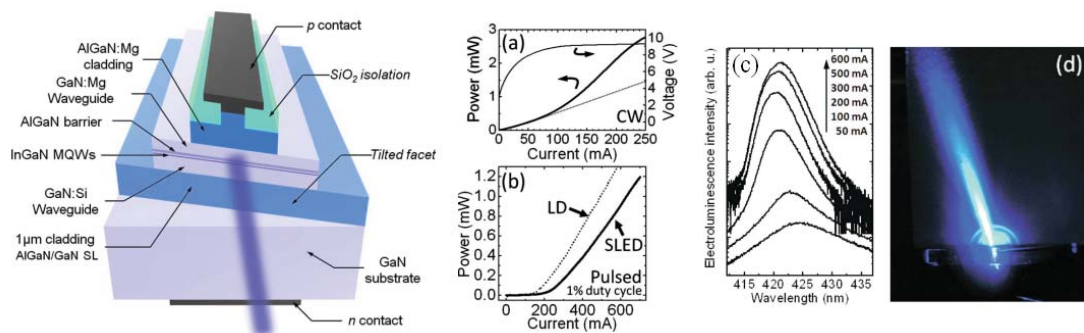 p contact
AlGaN:Mg
cladding
SiO₂ isolation
GaN:Mg
Waveguide
AlGaN barrier
InGaN MQWs
Tilted facet
GaN:Si
Waveguide
1µm cladding
AlGaN/GaN SL
GaN
substrate
n contact
(a)
Power (mW)
3
2
1
0
Voltage (V)
10
8
6
4
2
0
CW
0 50 100 150 200 250
Current (mA)
(b)
Power (mW)
1.2
1.0
0.8
0.6
0.4
0.2
0.0
LD
SLED
Pulsed
1% duty cycle
0 200 400 600
Current (mA)
(c)
Electroluminescence intensity (arb. u.)
600 mA
500 mA
300 mA
200 mA
100 mA
50 mA
415 420 425 430 435
Wavelength (nm)
(d)